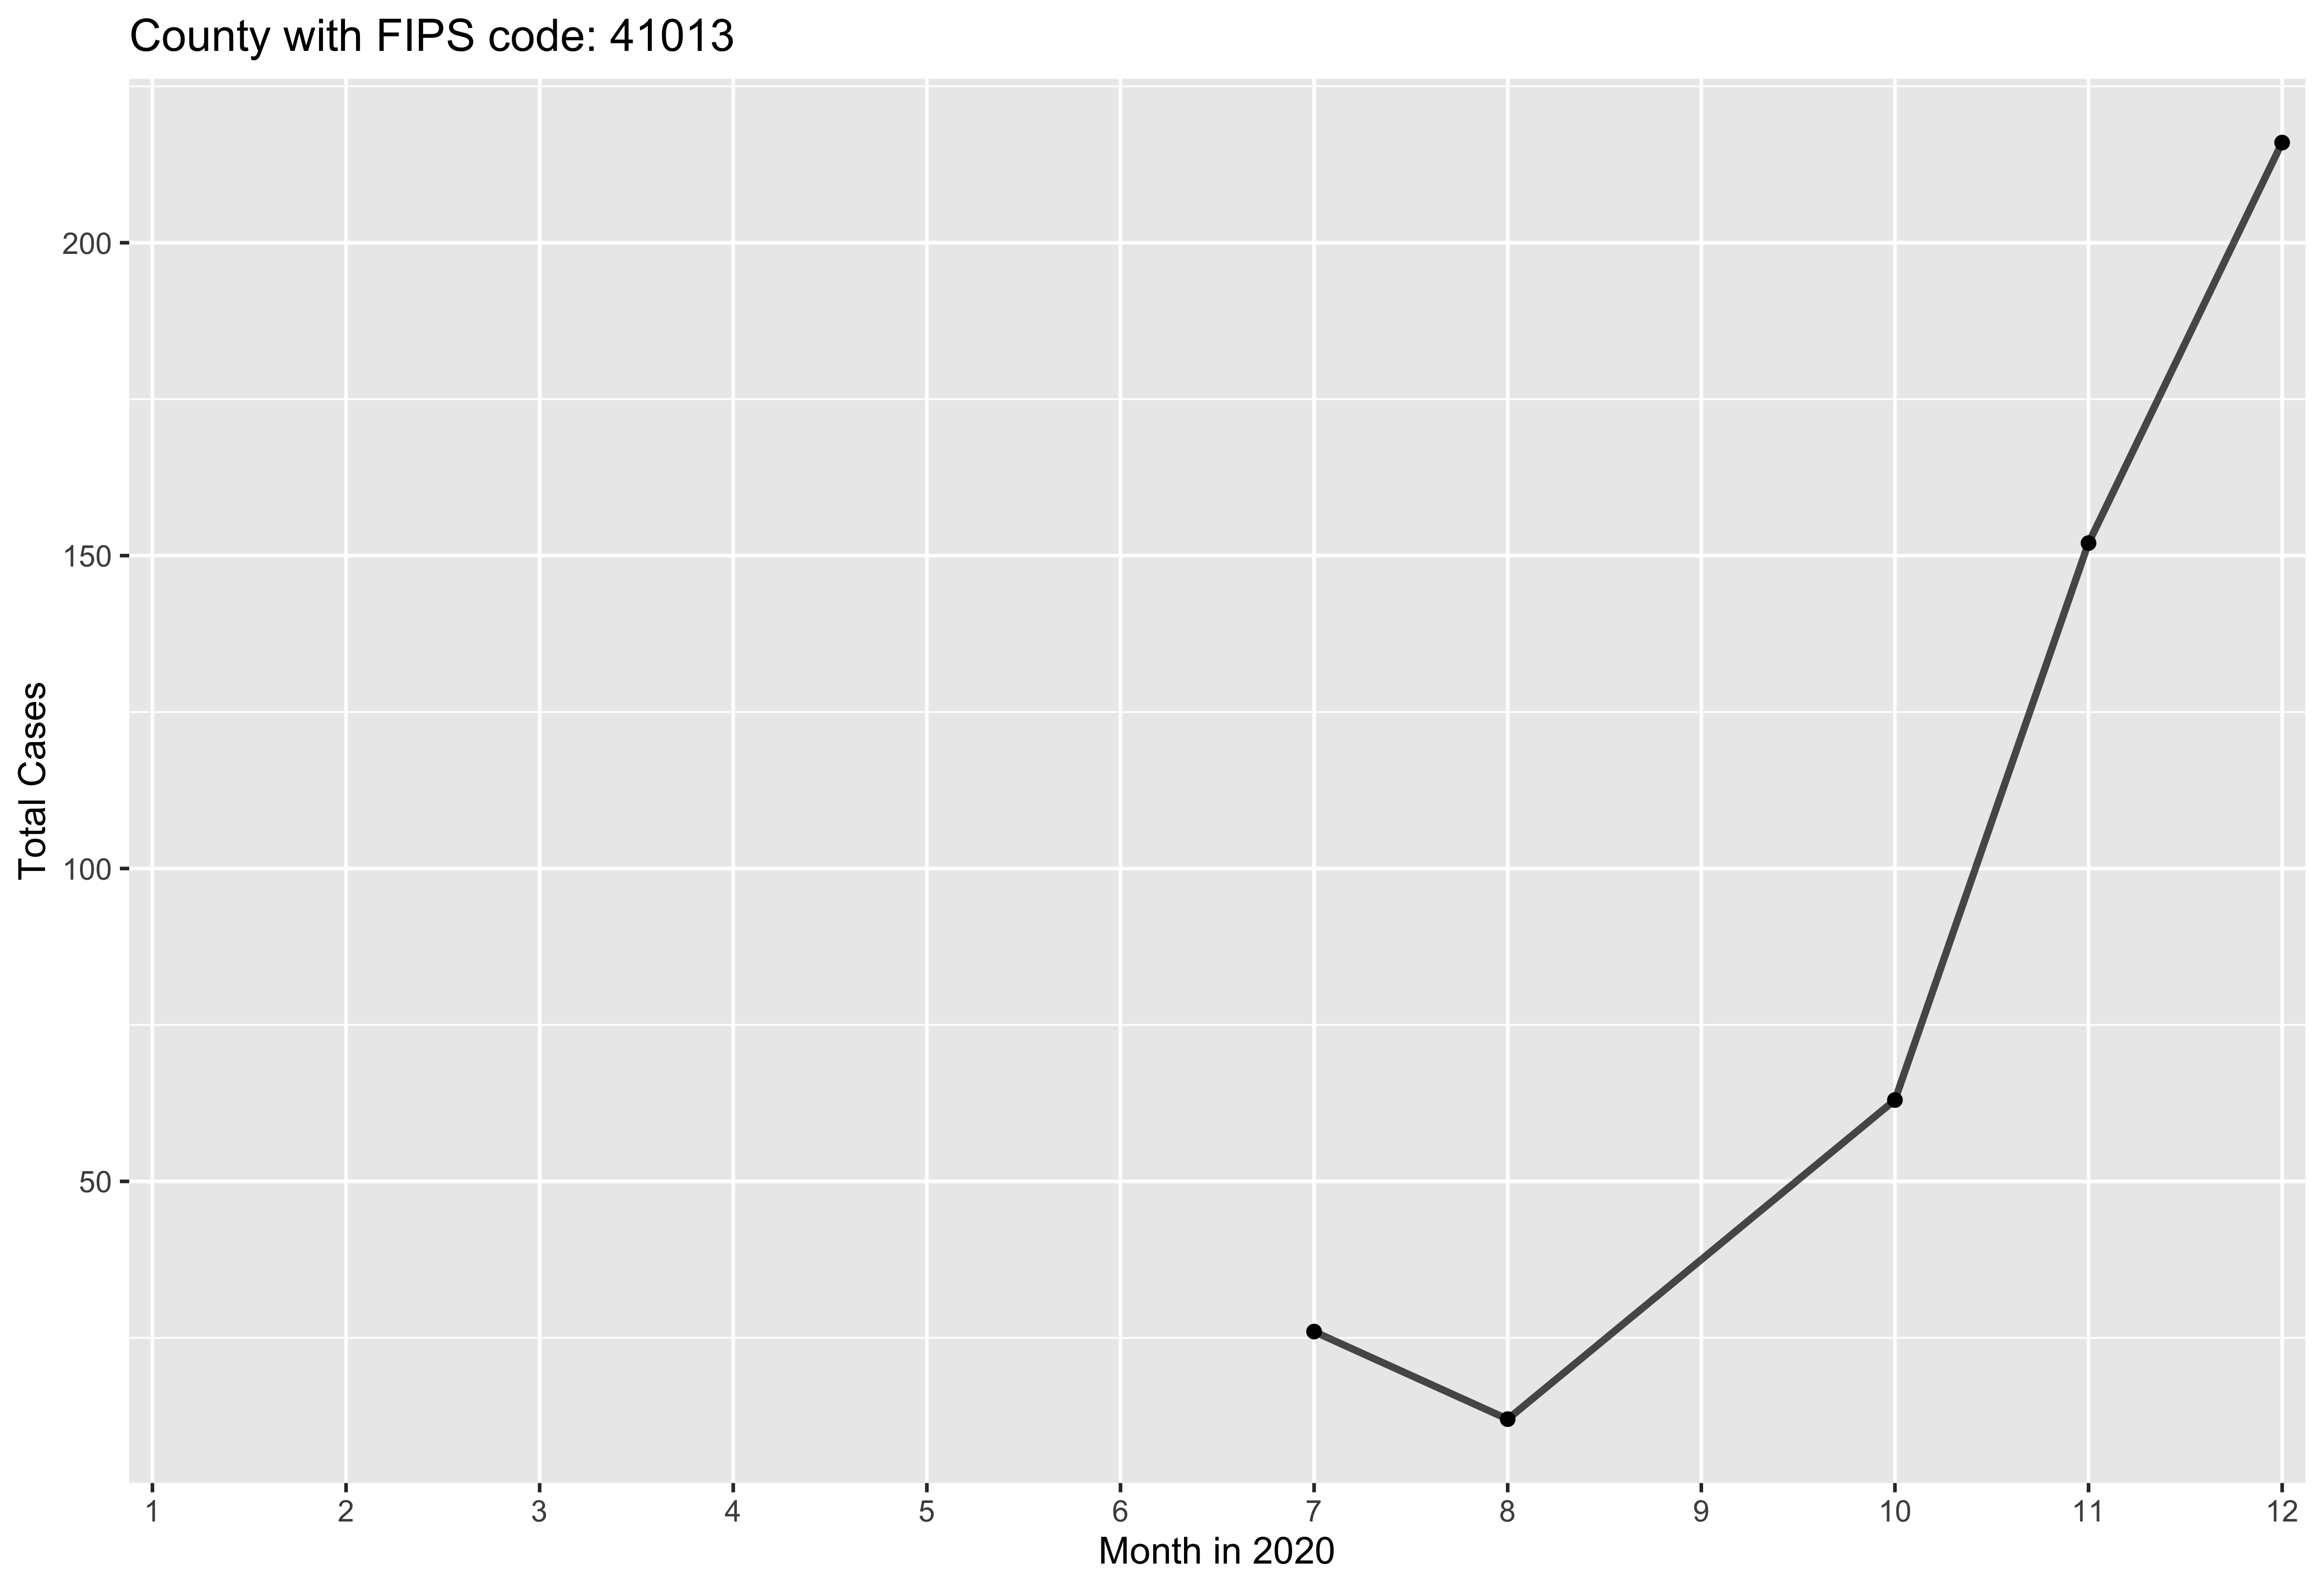 County with FIPS code: 41013
Total Cases
200
150
100
50
1 2 3 4 5 6 7 8 9 10 11 12
Month in 2020